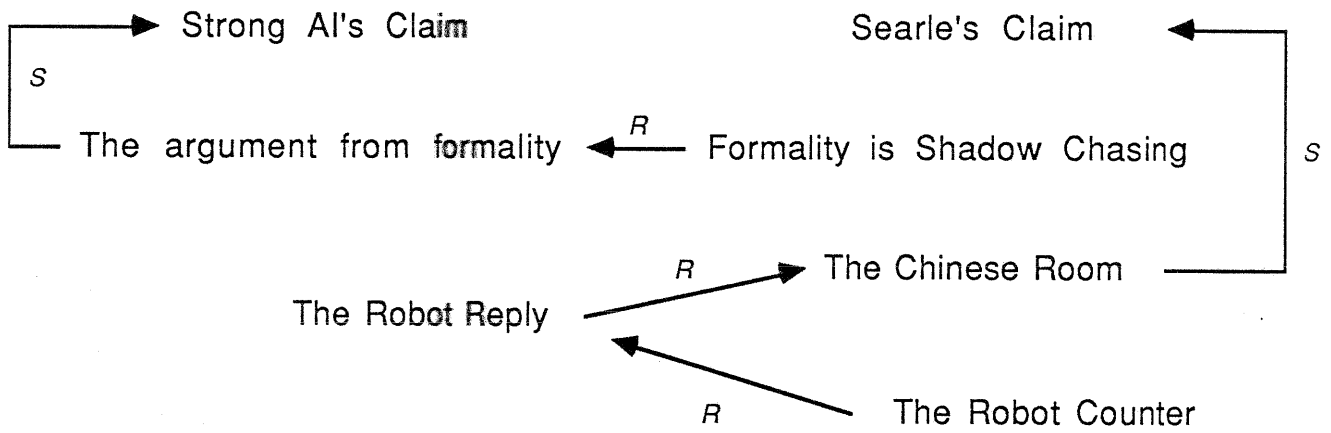 Strong AI's Claim Searle's Claim
S
R
The argument from formality Formality is Shadow Chasing S
R The Chinese Room
The Robot Reply
R The Robot Counter